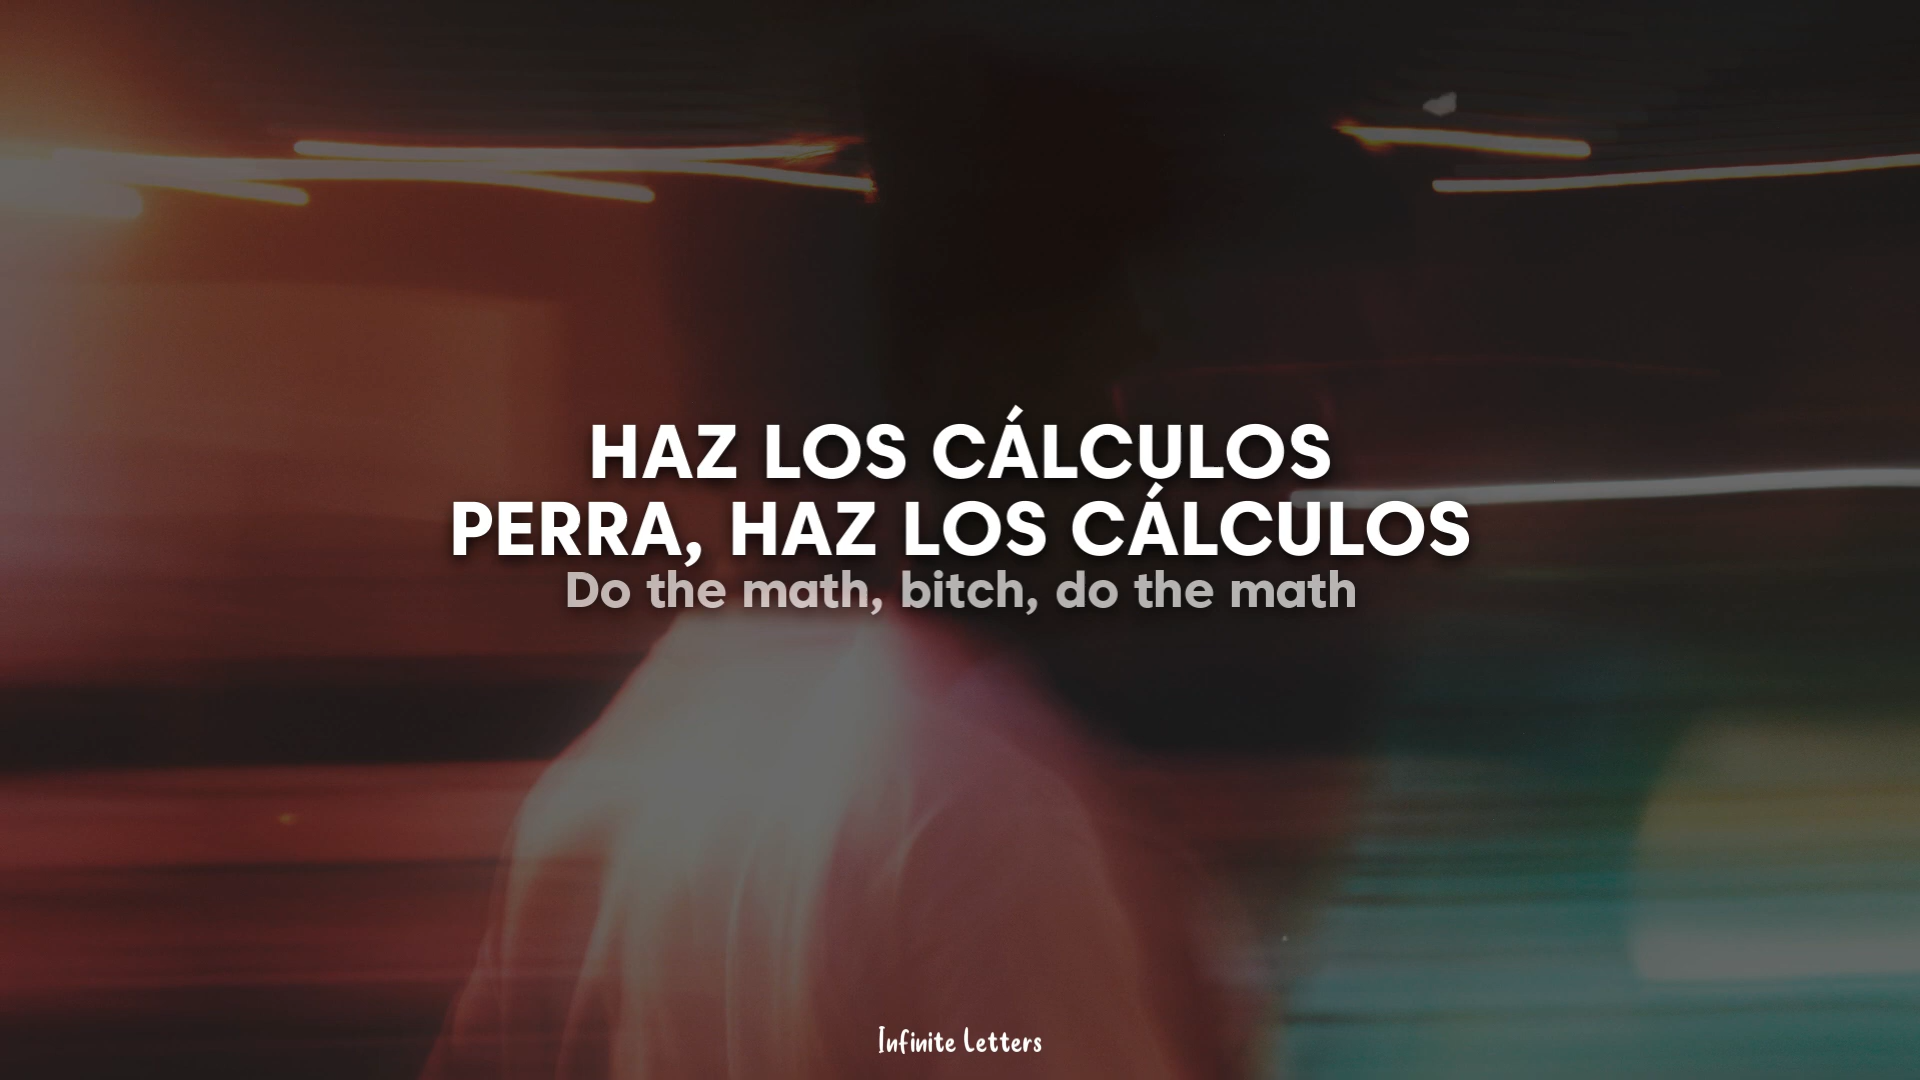 HAZ LOS CÁLCULOS
PERRA, HAZ LOS CÁLCULOS
Do the math, bitch, do the math
Infinite Letters